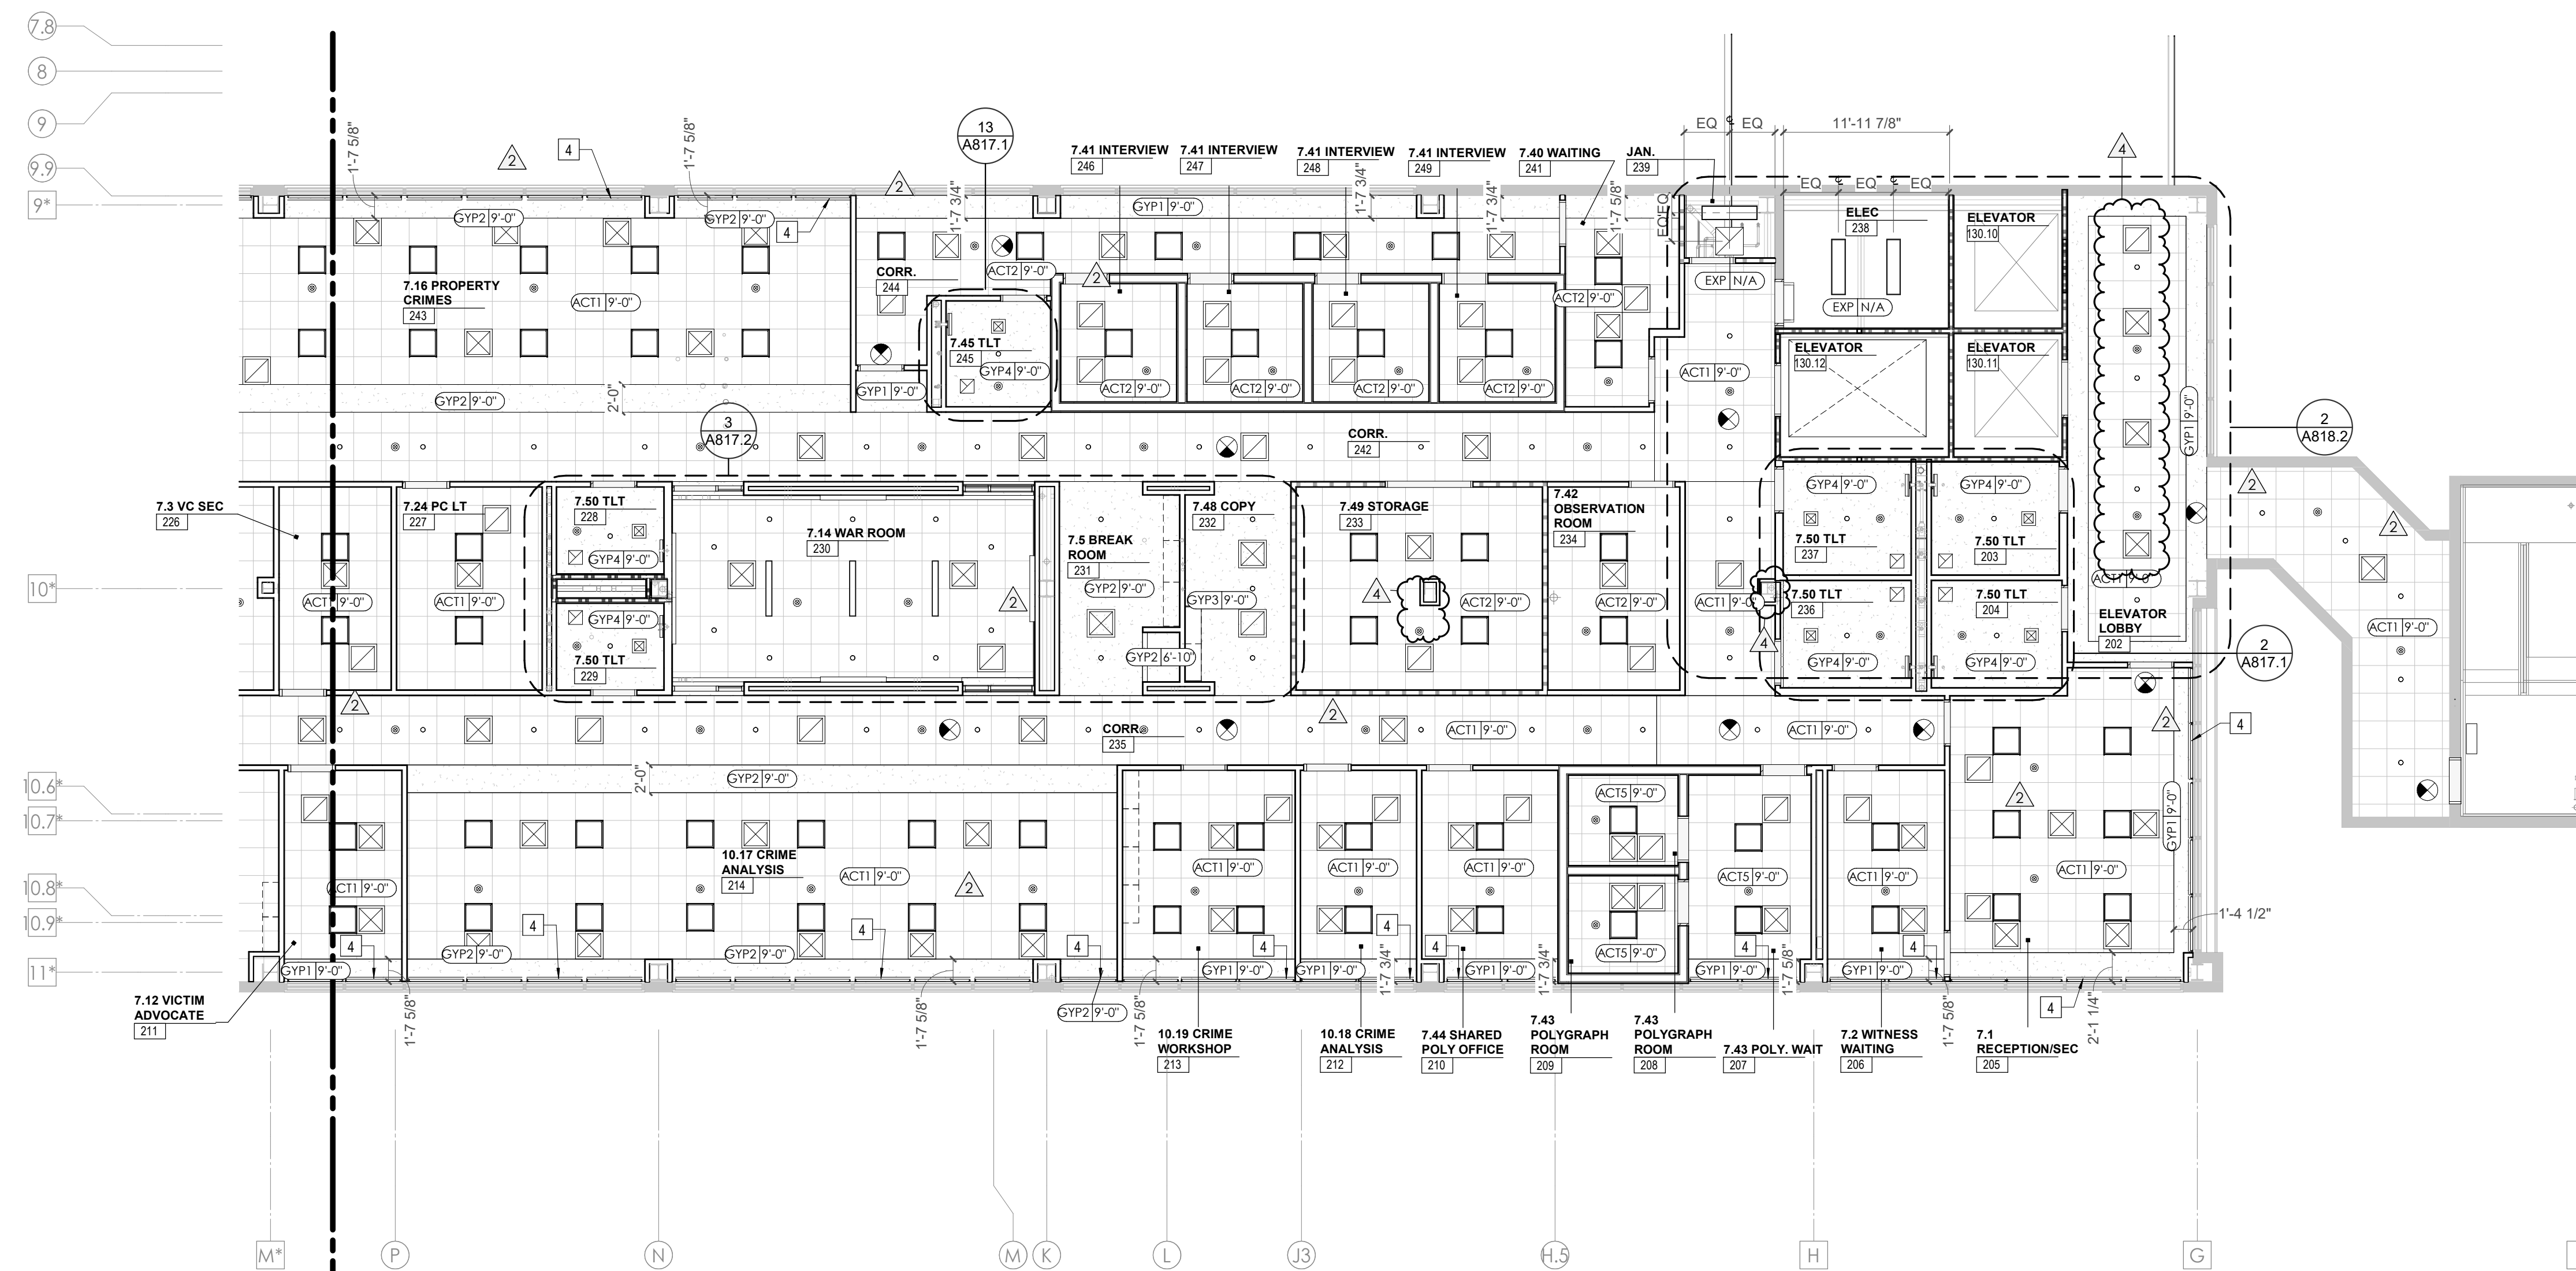 7.8
8
9
9.9
9*
10*
10.6*
10.7*
10.8*
10.9*
11*
1'-7 5/8"
2
4
1'-7 5/8"
2
13
A817.1
7.41 INTERVIEW
246
7.41 INTERVIEW
247
7.41 INTERVIEW
248
7.41 INTERVIEW
249
7.40 WAITING
241
JAN.
239
EQ
EQ
11'-11 7/8"
4
EQ
EQ
EQ
EQ
EQ
1'-7 3/4"
1'-7 3/4"
1'-7 3/4"
1'-7 5/8"
GYP2 9'-0"
GYP2 9'-0"
4
GYP1 9'-0"
ELEC
238
ELEVATOR
130.10
CORR.
244
ACT2 9'-0"
2
7.16 PROPERTY
CRIMES
243
ACT1 9'-0"
ACT2 9'-0"
EXP N/A
EXP N/A
7.45 TLT
245
GYP4 9'-0"
ELEVATOR
130.12
ELEVATOR
130.11
ACT1 9'-0"
GYP2 9'-0"
2'-0"
GYP1 9'-0"
ACT2 9'-0"
ACT2 9'-0"
ACT2 9'-0"
ACT2 9'-0"
GYP1 9'-0"
3
A817.2
CORR.
242
2
A818.2
7.3 VC SEC
226
7.24 PC LT
227
7.50 TLT
228
GYP4 9'-0"
7.14 WAR ROOM
230
7.5 BREAK
ROOM
231
GYP2 9'-0"
7.48 COPY
232
7.49 STORAGE
233
7.42
OBSERVATION
ROOM
234
GYP4 9'-0"
GYP4 9'-0"
7.50 TLT
237
7.50 TLT
203
2
2
ACT1 9'-0"
ACT1 9'-0"
ACT1 9'-0"
2
GYP3 9'-0"
4
ACT2 9'-0"
ACT2 9'-0"
ACT1 9'-0"
7.50 TLT
236
7.50 TLT
204
ELEVATOR
LOBBY
202
ACT1 9'-0"
GYP4 9'-0"
7.50 TLT
229
GYP2 6'-10"
4
GYP4 9'-0"
GYP4 9'-0"
2
A817.1
2
CORR.
235
2
ACT1 9'-0"
ACT1 9'-0"
2
4
2'-0"
GYP2 9'-0"
ACT5 9'-0"
2
GYP1 9'-0"
10.17 CRIME
ANALYSIS
214
ACT1 9'-0"
2
ACT1 9'-0"
ACT1 9'-0"
ACT1 9'-0"
ACT1 9'-0"
ACT5 9'-0"
ACT1 9'-0"
ACT1 9'-0"
4
4
4
4
4
4
4
4
4
1'-4 1/2"
GYP1 9'-0"
GYP2 9'-0"
GYP2 9'-0"
ACT5 9'-0"
GYP1 9'-0"
GYP1 9'-0"
GYP1 9'-0"
GYP1 9'-0"
GYP1 9'-0"
7.12 VICTIM
ADVOCATE
211
1'-7 5/8"
1'-7 5/8"
GYP2 9'-0"
1'-7 5/8"
1'-7 3/4"
1'-7 3/4"
1'-7 5/8"
1'-7 5/8"
4
2'-1 1/4"
10.19 CRIME
WORKSHOP
213
10.18 CRIME
ANALYSIS
212
7.44 SHARED
POLY OFFICE
210
7.43
POLYGRAPH
ROOM
209
7.43
POLYGRAPH
ROOM
208
7.43 POLY. WAIT
207
7.2 WITNESS
WAITING
206
7.1
RECEPTION/SEC
205
M*
P
N
M
K
L
J3
H.5
H
G